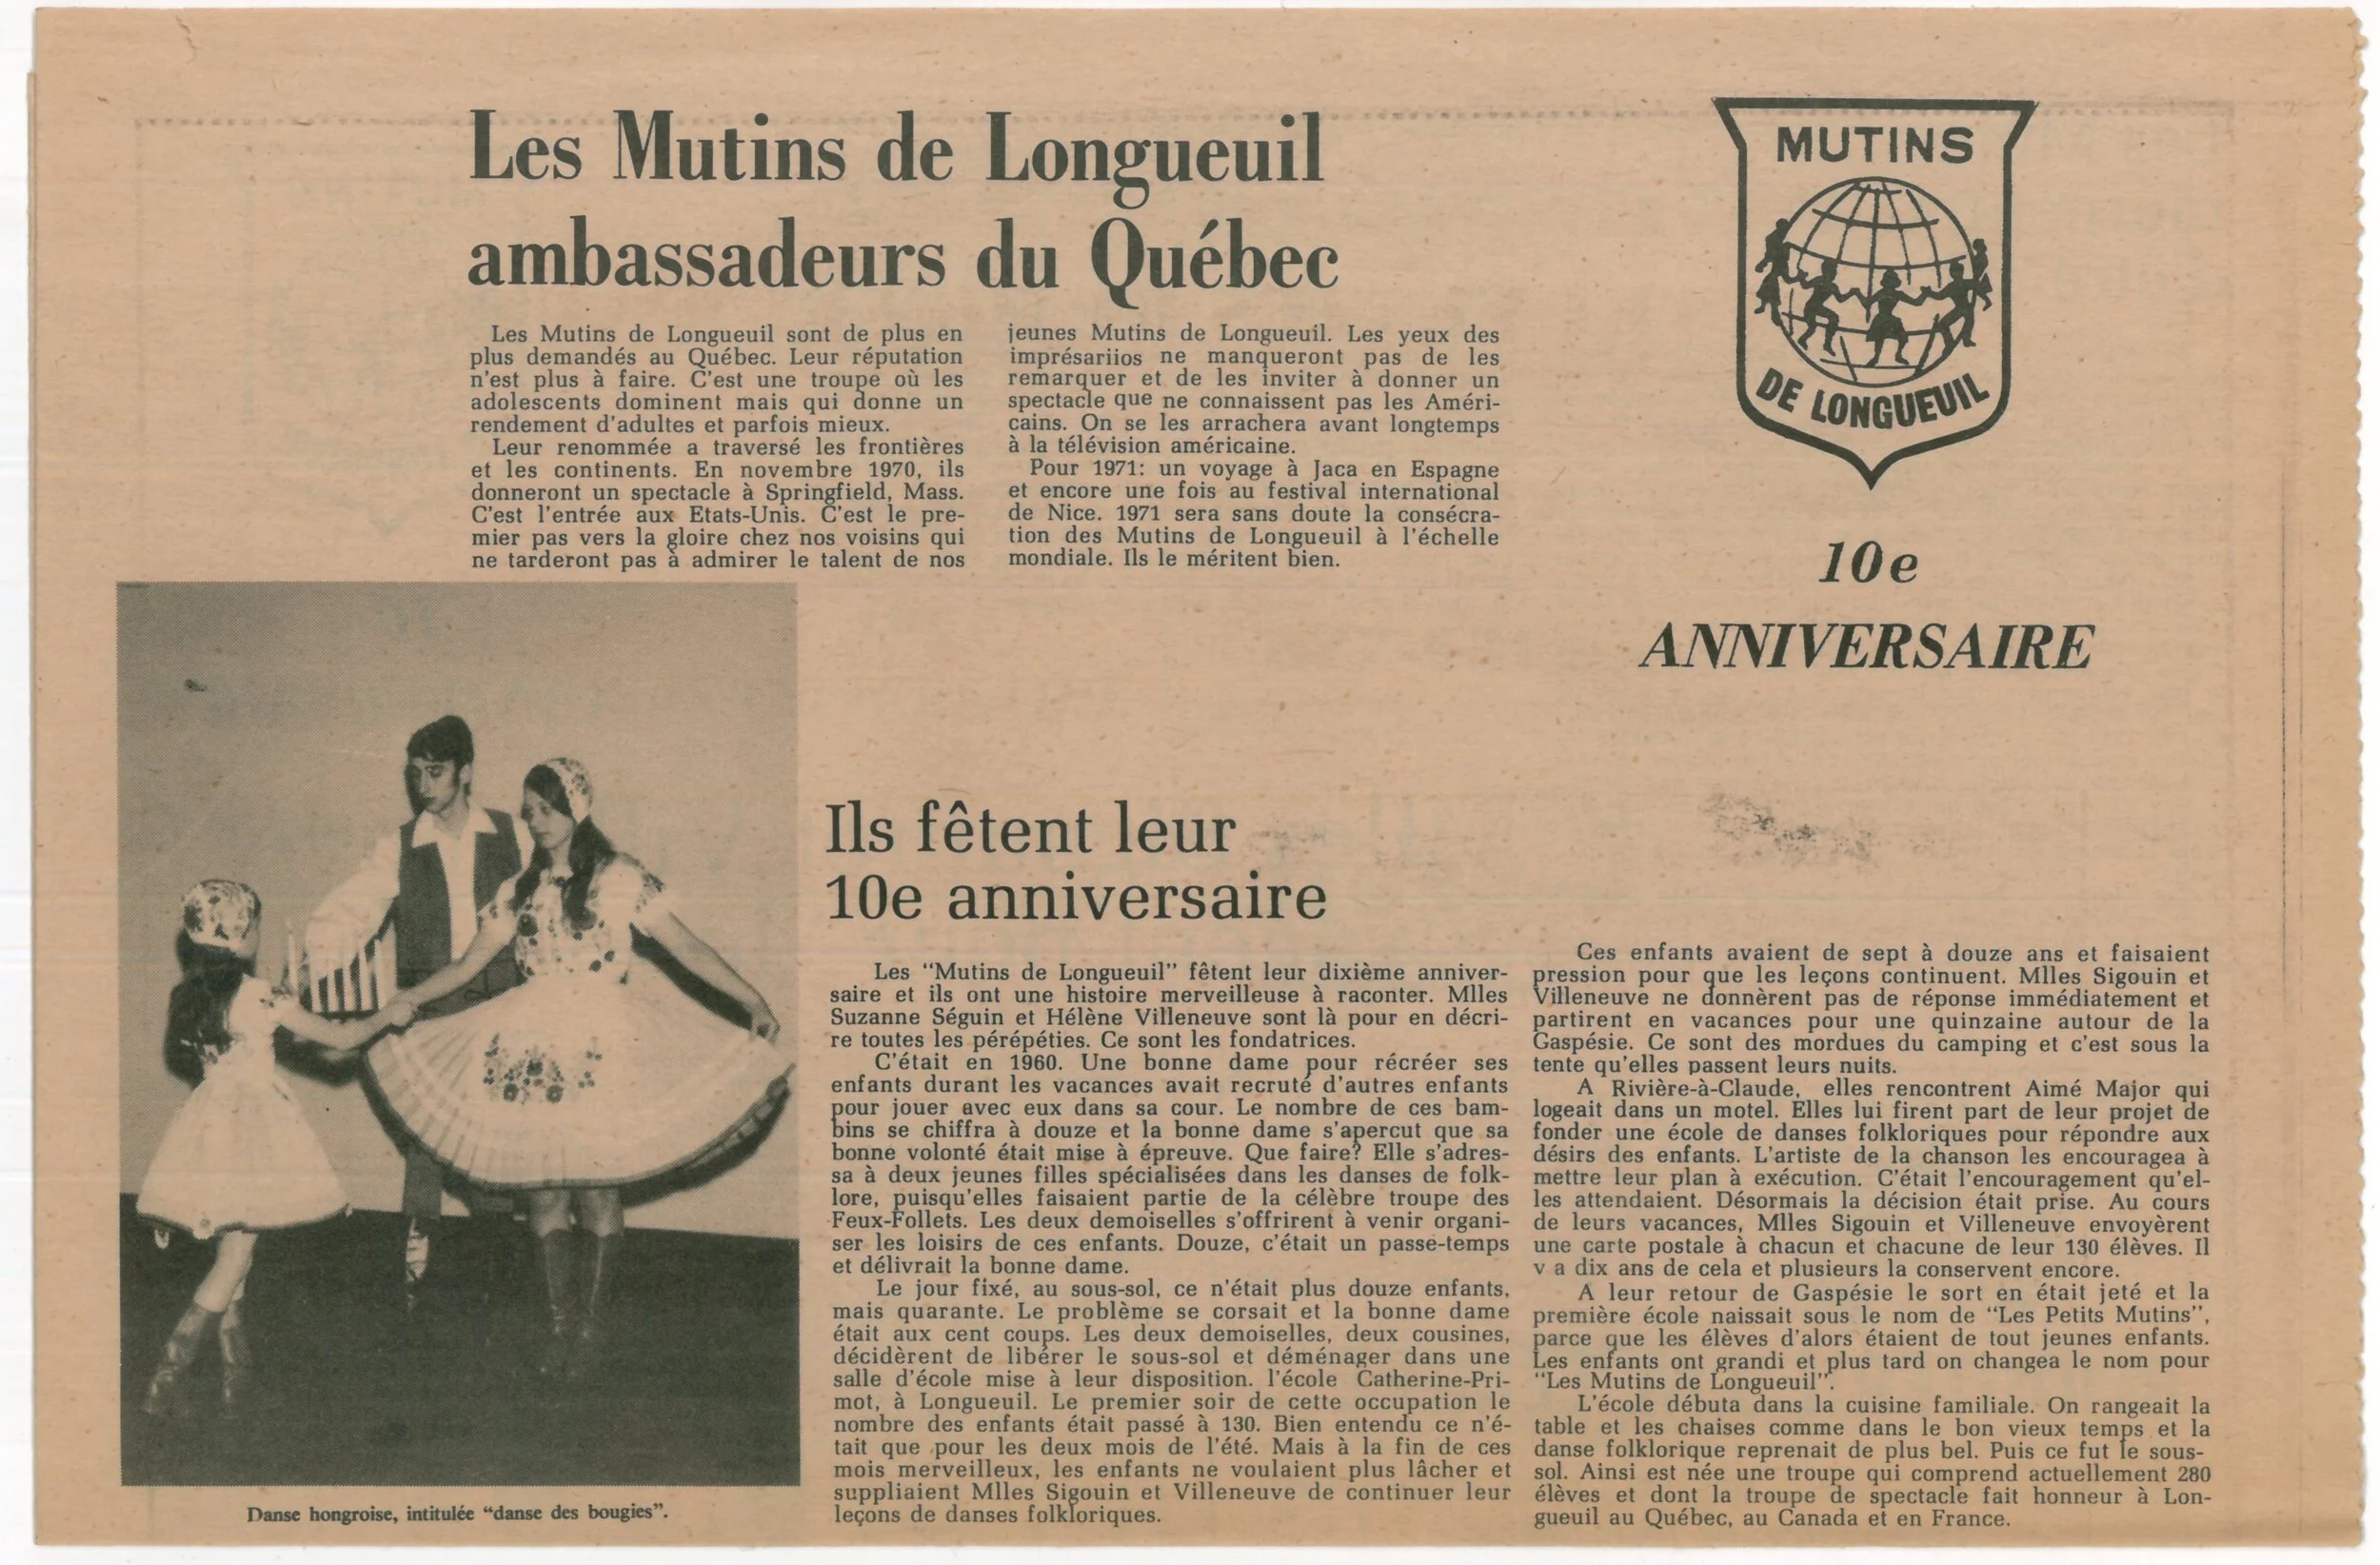 Les Mutins de Longueuil
ambassadeurs du Québec
Les Mutins de Longueuil sont de plus en
plus demandés au Québec. Leur réputation
n'est plus à faire. C'est une troupe où les
adolescents dominent mais qui donne un
rendement d'adultes et parfois mieux.
Leur renommée a traversé les frontières
et les continents. En novembre 1970, ils
donneront un spectacle à Springfield, Mass.
C'est l'entrée aux Etats-Unis. C'est le pre-
mier pas vers la gloire chez nos voisins qui
ne tarderont pas à admirer le talent de nos
jeunes Mutins de Longueuil. Les yeux des
imprésariios ne manqueront pas de les
remarquer et de les inviter à donner un
spectacle que ne connaissent pas les Améri-
cains. On se les arrachera avant longtemps
à la télévision américaine.
Pour 1971: un voyage à Jaca en Espagne
et encore une fois au festival international
de Nice. 1971 sera sans doute la consécra-
tion des Mutins de Longueuil à l'échelle
mondiale. Ils le méritent bien.
MUTINS
DE LONGUEUIL
10e
ANNIVERSAIRE
Danse hongroise, intitulée "danse des bougies".
Ils fêtent leur
10e anniversaire
Les "Mutins de Longueuil" fêtent leur dixième anniver-
saire et ils ont une histoire merveilleuse à raconter. Mlles
Suzanne Séguin et Hélène Villeneuve sont là pour en décri-
re toutes les pérépéties. Ce sont les fondatrices.
C'était en 1960. Une bonne dame pour récréer ses
enfants durant les vacances avait recruté d'autres enfants
pour jouer avec eux dans sa cour. Le nombre de ces bam-
bins se chiffra à douze et la bonne dame s'apercut que sa
bonne volonté était mise à épreuve. Que faire? Elle s'adres-
sa à deux jeunes filles spécialisées dans les danses de folk-
lore, puisqu'elles faisaient partie de la célèbre troupe des
Feux-Follets. Les deux demoiselles s'offrirent à venir organi-
ser les loisirs de ces enfants. Douze, c'était un passe-temps
et délivrait la bonne dame.
Le jour fixé, au sous-sol, ce n'était plus douze enfants,
mais quarante. Le problème se corsait et la bonne dame
était aux cent coups. Les deux demoiselles, deux cousines,
décidèrent de libérer le sous-sol et déménager dans une
salle d'école mise à leur disposition. l'école Catherine-Pri-
mot, à Longueuil. Le premier soir de cette occupation le
nombre des enfants était passé à 130. Bien entendu ce n'é-
tait que pour les deux mois de l'été. Mais à la fin de ces
mois merveilleux, les enfants ne voulaient plus lâcher et
suppliaient Mlles Sigouin et Villeneuve de continuer leur
leçons de danses folkloriques.
Ces enfants avaient de sept à douze ans et faisaient
pression pour que les leçons continuent. Mlles Sigouin et
Villeneuve ne donnèrent pas de réponse immédiatement et
partirent en vacances pour une quinzaine autour de la
Gaspésie. Ce sont des mordues du camping et c'est sous la
tente qu'elles passent leurs nuits.
A Rivière-à-Claude, elles rencontrent Aimé Major qui
logeait dans un motel. Elles lui firent part de leur projet de
fonder une école de danses folkloriques pour répondre aux
désirs des enfants. L'artiste de la chanson les encouragea à
mettre leur plan à exécution. C'était l'encouragement qu'el-
les attendaient. Désormais la décision était prise. Au cours
de leurs vacances, Mlles Sigouin et Villeneuve envoyèrent
une carte postale à chacun et chacune de leur 130 élèves. Il
v a dix ans de cela et plusieurs la conservent encore.
A leur retour de Gaspésie le sort en était jeté et la
première école naissait sous le nom de "Les Petits Mutins",
parce que les élèves d'alors étaient de tout jeunes enfants.
Les enfants ont grandi et plus tard on changea le nom pour
"Les Mutins de Longueuil".
L'école débuta dans la cuisine familiale. On rangeait la
table et les chaises comme dans le bon vieux temps et la
danse folklorique reprenait de plus bel. Puis ce fut le sous-
sol. Ainsi est née une troupe qui comprend actuellement 280
élèves et dont la troupe de spectacle fait honneur à Lon-
gueuil au Québec, au Canada et en France.